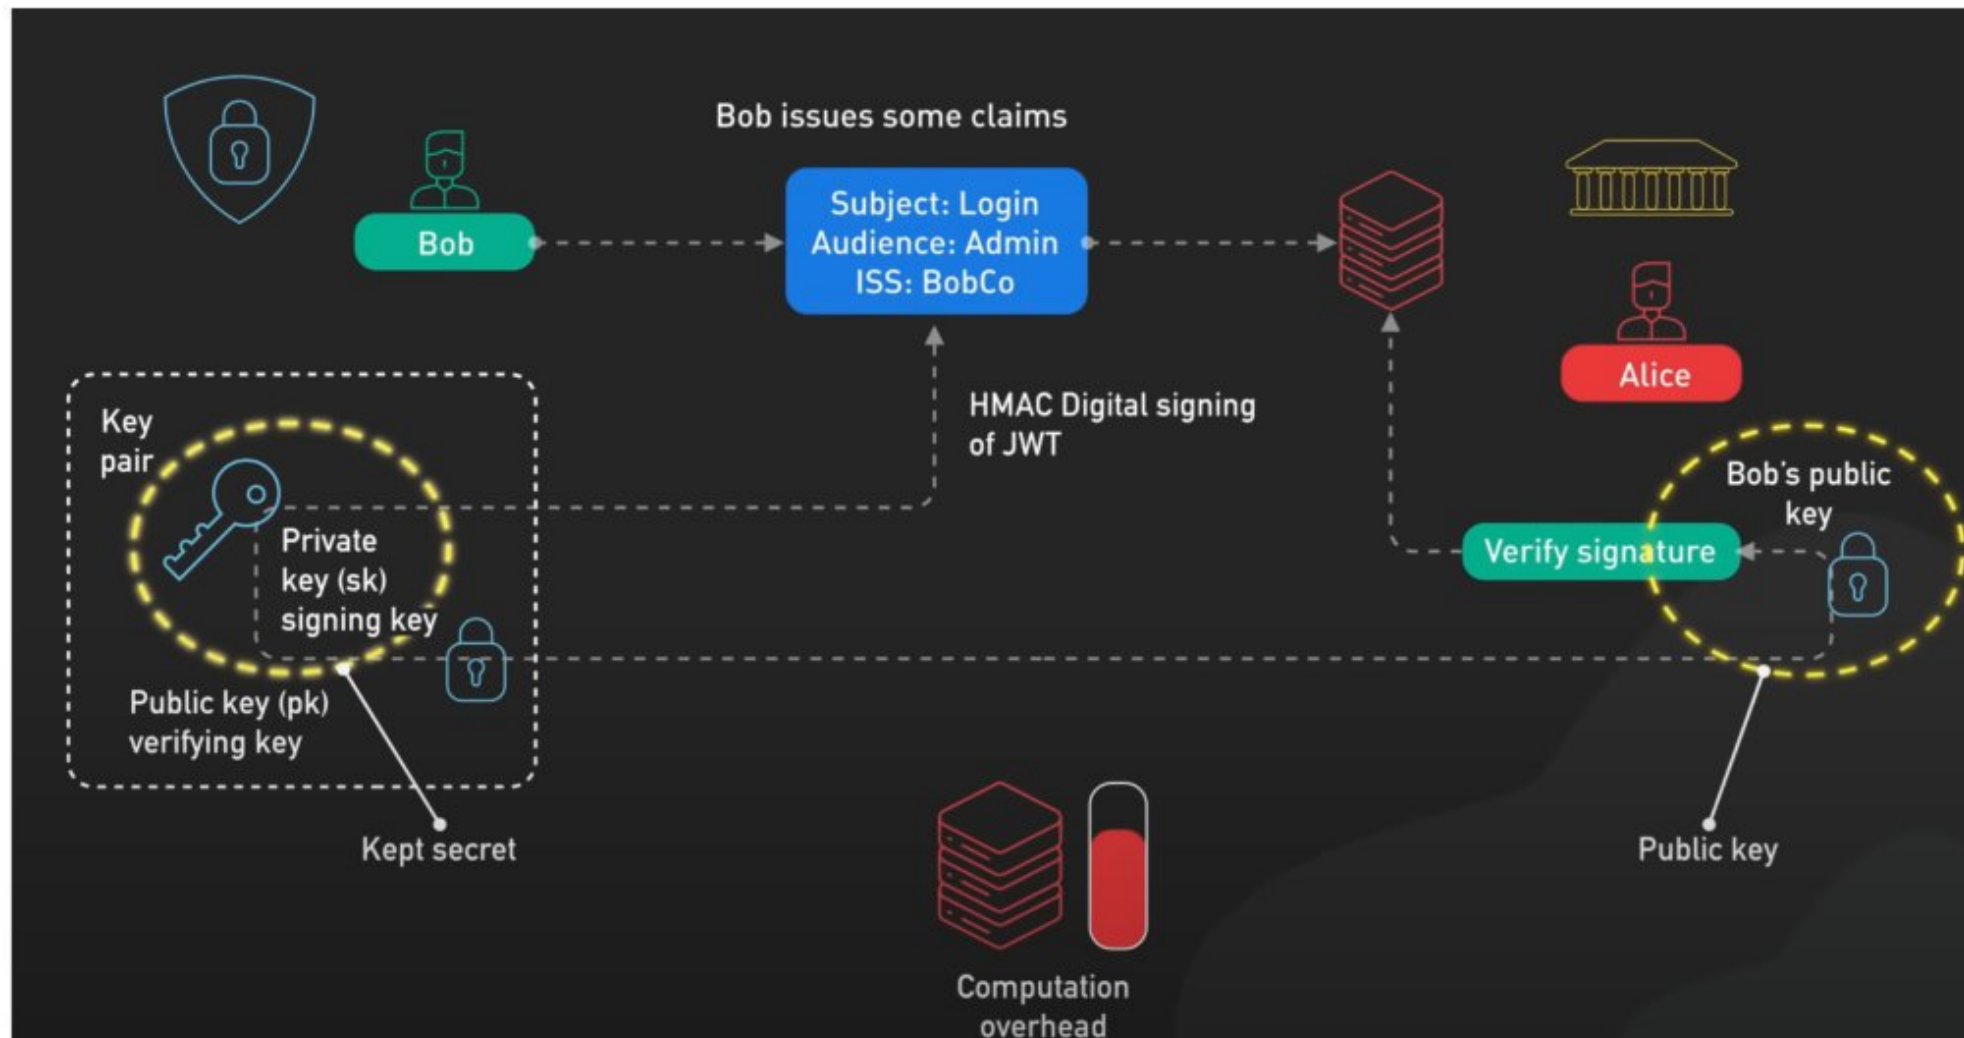 Bob issues some claims
Bob
Subject: Login
Audience: Admin
ISS: BobCo
Alice
Key
pair
HMAC Digital signing
of JWT
Private
key (sk)
signing key
Public key (pk)
verifying key
Bob's public
key
Verify signature
Kept secret
Public key
Computation
overhead